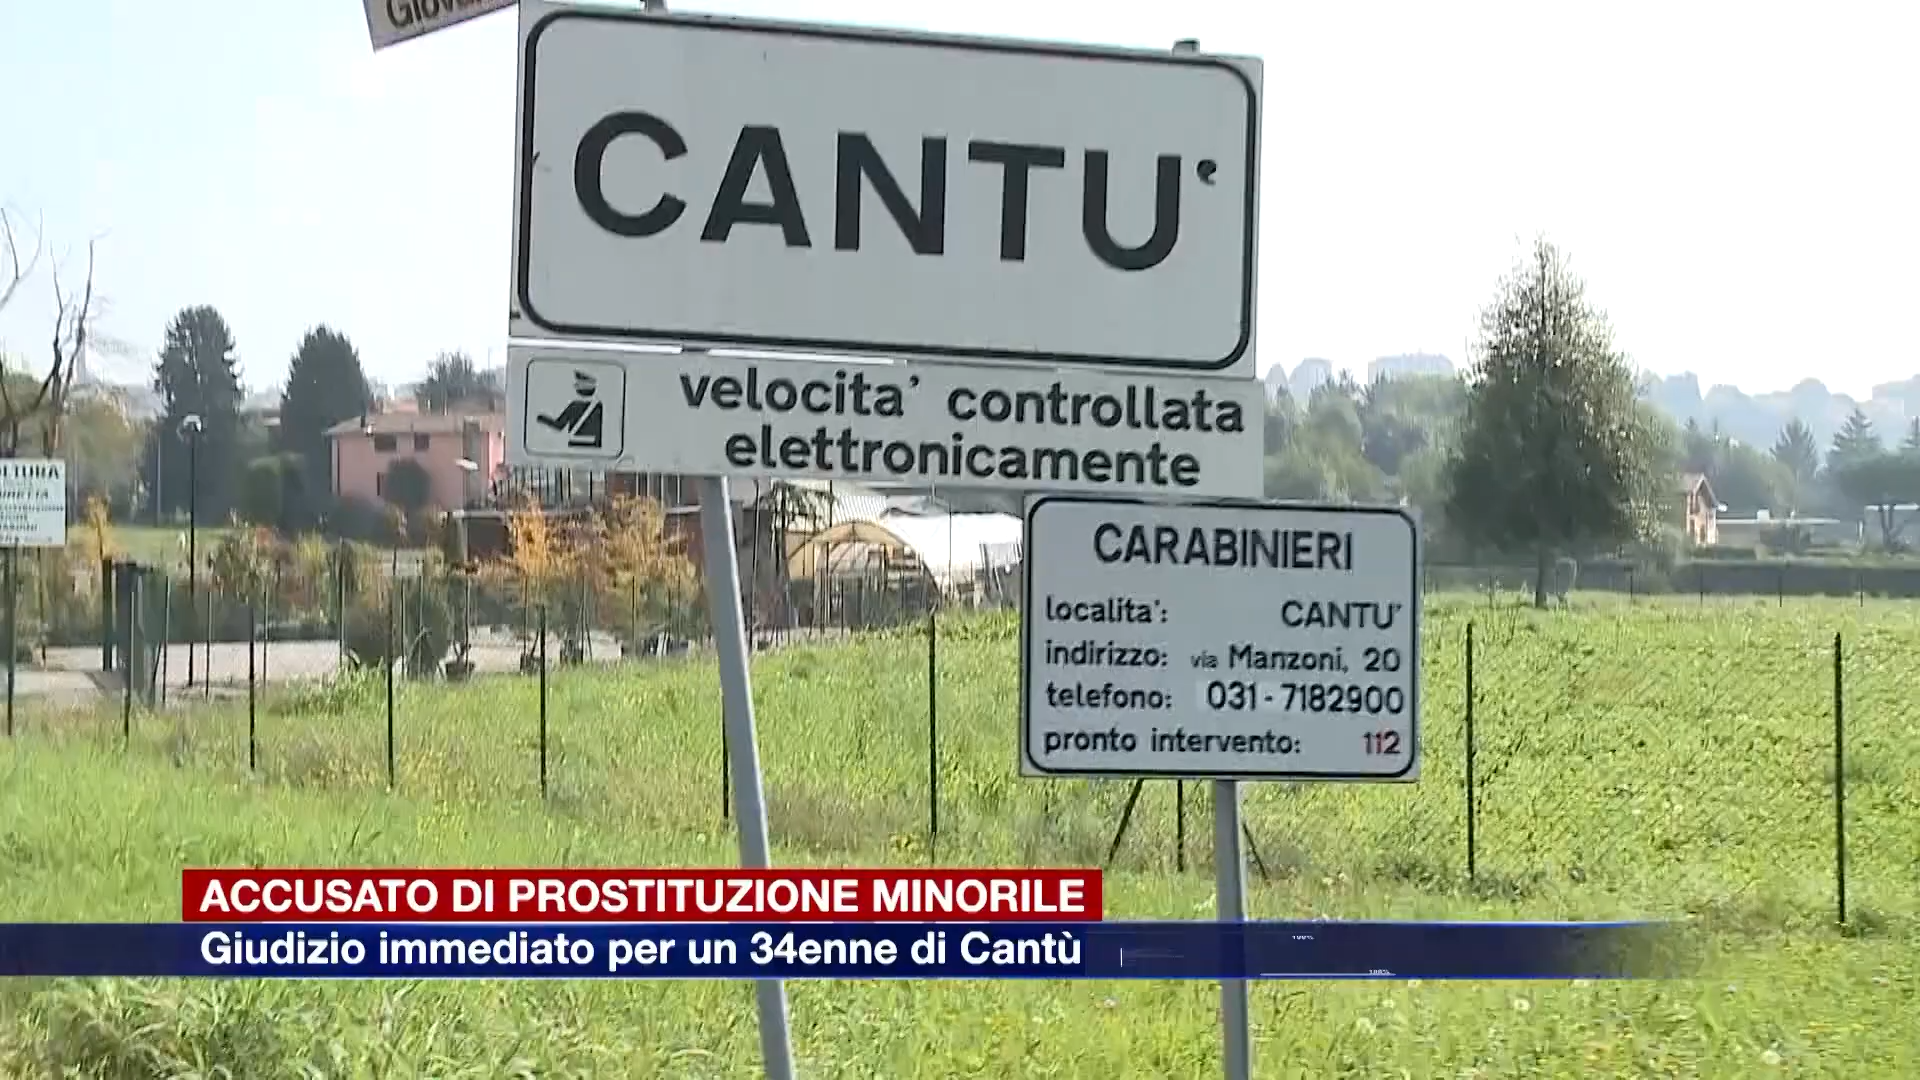 CANTU'
velocita' controllata
elettronicamente
CARABINIERI
localita': CANTU'
indirizzo: via Manzoni, 20
telefono: 031-7182900
pronto intervento: 112
ACCUSATO DI PROSTITUZIONE MINORILE
Giudizio immediato per un 34enne di Cantù